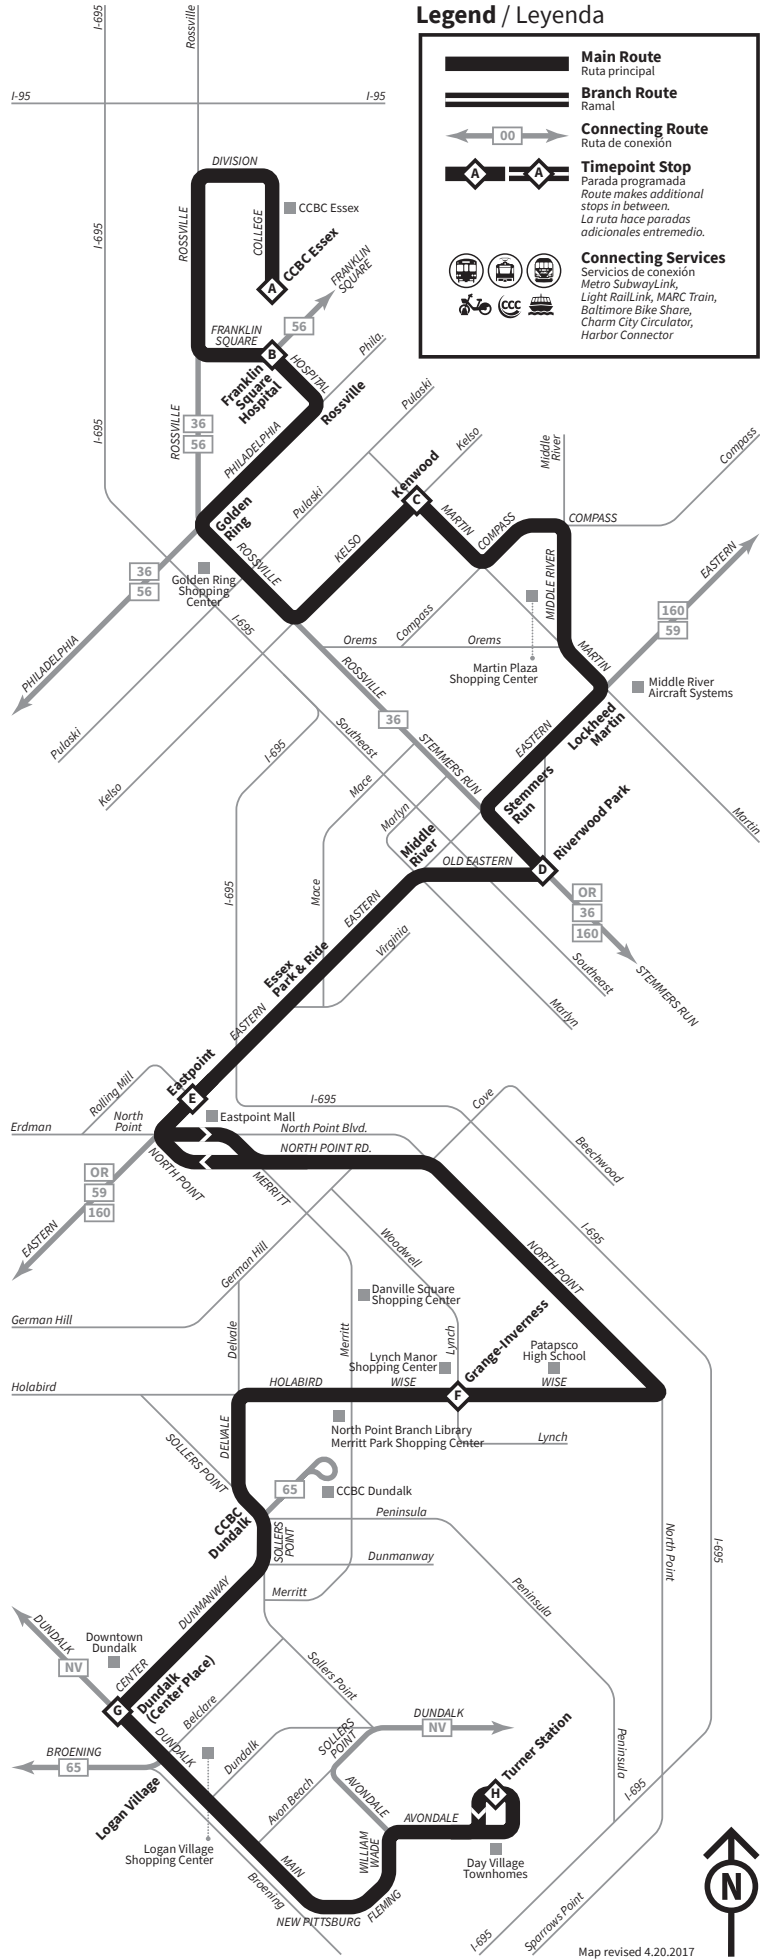 Legend / Leyenda
Main Route
Ruta principal
Branch Route
Ramal
00
Connecting Route
Ruta de conexión
A
A
Timepoint Stop
Parada programada
Route makes additional
stops in between.
La ruta hace paradas
adicionales entremedio.
CCC
Connecting Services
Servicios de conexión
Metro SubwayLink,
Light RailLink, MARC Train,
Baltimore Bike Share,
Charm City Circulator,
Harbor Connector
I-695
Rossville
I-95
I-95
DIVISION
ROSSVILLE
COLLEGE
CCBC Essex
I-695
A
CCBC Essex
FRANKLIN
SQUARE
56
FRANKLIN
SQUARE
B
HOSPITAL
Franklin
Square
Hospital
Phila.
Rossville
Pulaski
I-695
ROSSVILLE
36
56
PHILADELPHIA
Kelso
Middle
River
Compass
Kenwood
C
Pulaski
Golden
Ring
MARTIN
COMPASS
COMPASS
ROSSVILLE
KELSO
EASTERN
36
56
Golden Ring
Shopping
Center
MIDDLE RIVER
160
59
I-695
Compass
Orems
Orems
PHILADELPHIA
ROSSVILLE
Martin Plaza
Shopping Center
MARTIN
Middle River
Aircraft Systems
36
Lockheed
Martin
Pulaski
Kelso
I-695
Southeast
STEMMERS RUN
EASTERN
Mace
Marlyn
Stemmers
Run
Martin
Middle
River
Riverwood Park
OLD EASTERN
D
I-695
Mace
EASTERN
OR
36
160
Virginia
Essex
Park & Ride
Southeast
STEMMERS RUN
Marlyn
EASTERN
Eastpoint
E
Rolling Mill
I-695
Cove
North
Point
Eastpoint Mall
Erdman
North Point Blvd.
NORTH POINT RD.
Beechwood
NORTH POINT
MERRITT
OR
59
160
EASTERN
German Hill
Woodwell
I-695
NORTH POINT
German Hill
Danville Square
Shopping Center
Delvale
Merritt
Lynch
Grange-Inverness
Lynch Manor
Shopping Center
Patapsco
High School
Holabird
HOLABIRD
WISE
F
WISE
DELVALE
North Point Branch Library
Merritt Park Shopping Center
Lynch
SOLLERS POINT
65
CCBC Dundalk
CCBC
Dundalk
SOLLERS
POINT
Peninsula
North Point
I-695
Dunmanway
DUNMANWAY
Merritt
Peninsula
DUNDALK
Downtown
Dundalk
NV
CENTER
G
Dundalk
(Center Place)
Sollers Point
Belclare
DUNDALK
BROENING
65
Dundalk
SOLLERS
POINT
DUNDALK
NV
Turner Station
Peninsula
I-695
Logan Village
Avon Beach
AVONDALE
H
AVONDALE
Logan Village
Shopping Center
MAIN
WILLIAM
WADE
Day Village
Townhomes
Broening
FLEMING
NEW PITTSBURG
I-695
Sparrows Point
N
Map revised 4.20.2017